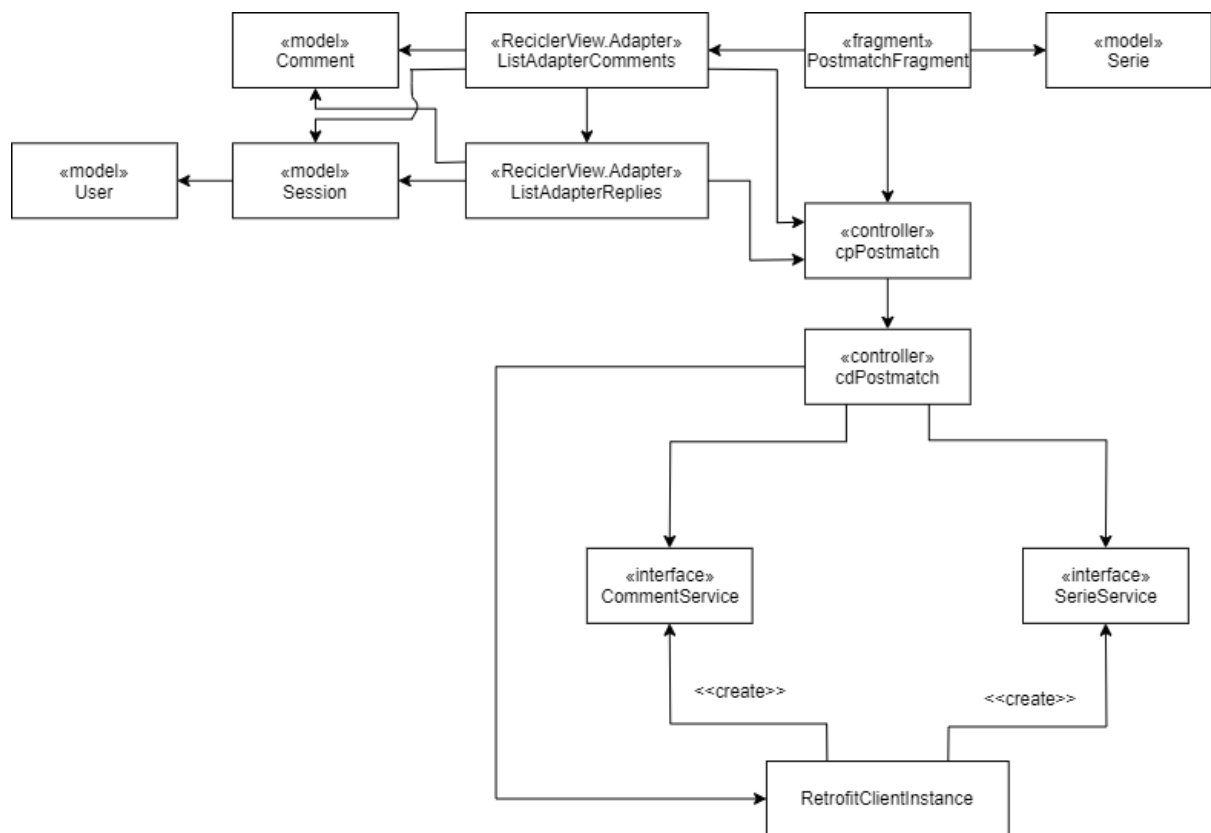 «model»
Comment
«ReciclerView.Adapter»
ListAdapterComments
«fragment»
PostmatchFragment
«model»
Serie
«model»
User
«model»
Session
«ReciclerView.Adapter»
ListAdapterReplies
«controller»
cpPostmatch
«controller»
cdPostmatch
«interface»
CommentService
«interface»
SerieService
<<create>>
<<create>>
RetrofitClientInstance